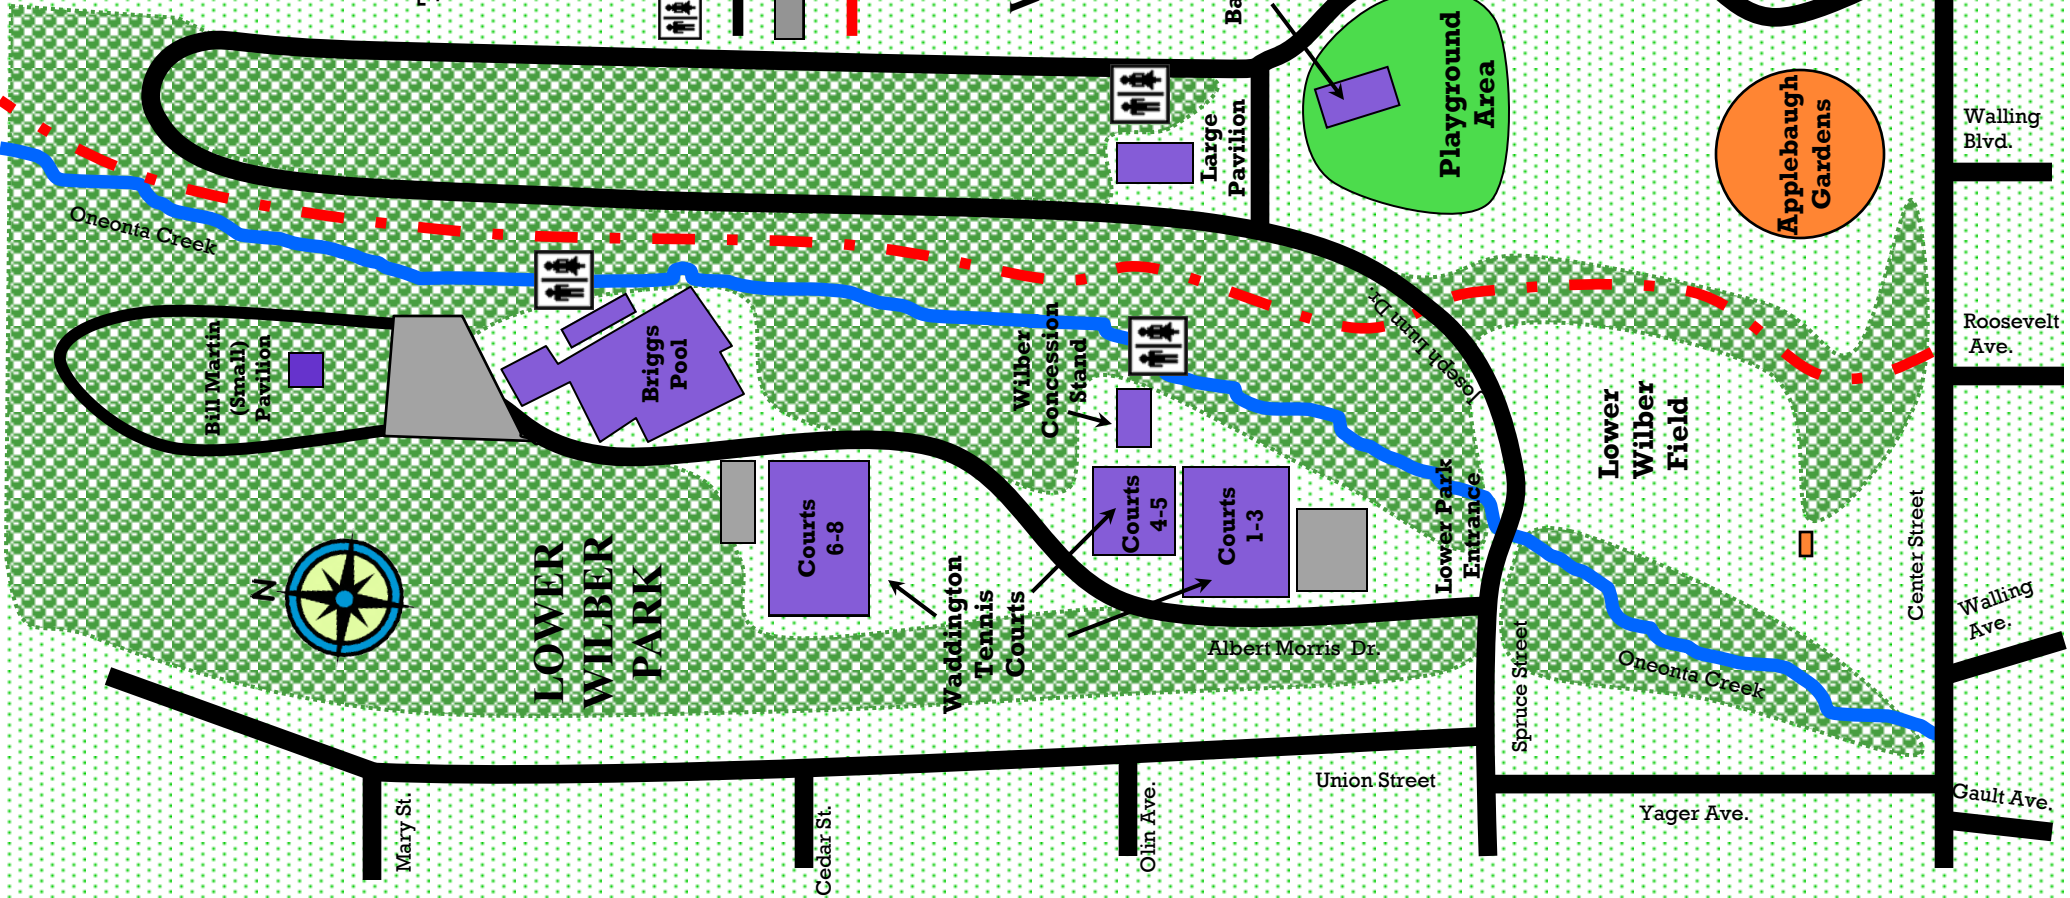 Ba
Playground
Area
Large
Pavilion
Applebaugh
Gardens
Walling
Blvd.
Oneonta Creek
Roosevelt
Ave.
Joseph Lunn Dr.
Bill Martin
(Small)
Pavilion
Briggs
Pool
Wilber
Concession
Stand
Lower
Wilber
Field
Courts
6-8
Courts
4-5
Courts
1-3
Lower Park
Entrance
N
LOWER
WILBER
PARK
Waddington
Tennis
Courts
Albert Morris Dr.
Spruce Street
Oneonta Creek
Center Street
Walling
Ave.
Union Street
Yager Ave.
Gault Ave.
Mary St.
Cedar St.
Olin Ave.